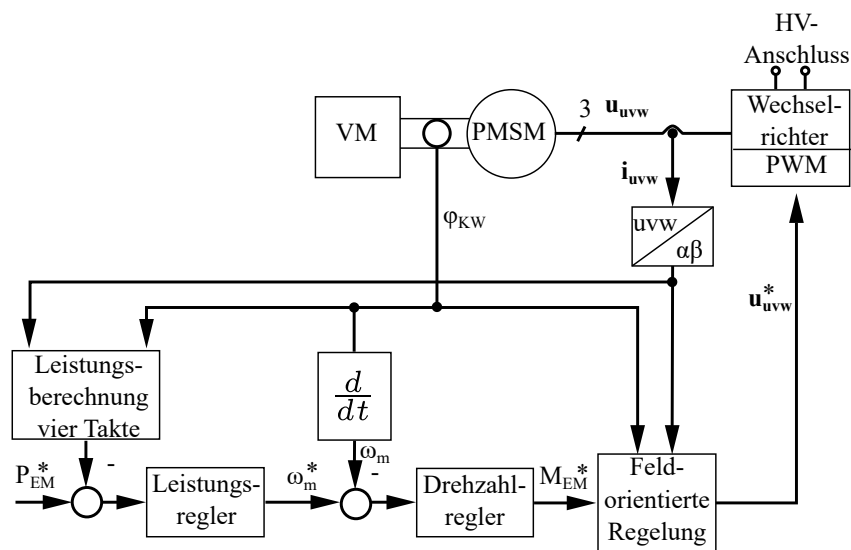 HV-
Anschluss
VM
PMSM
3
u_uvw
Wechsel-
richter
PWM
i_uvw
φ_KW
uvw
αβ
u*_uvw
Leistungs-
berechnung
vier Takte
d
dt
ω_m
-
-
P*_EM
Leistungs-
regler
ω*_m
Drehzahl-
regler
M*_EM
Feld-
orientierte
Regelung